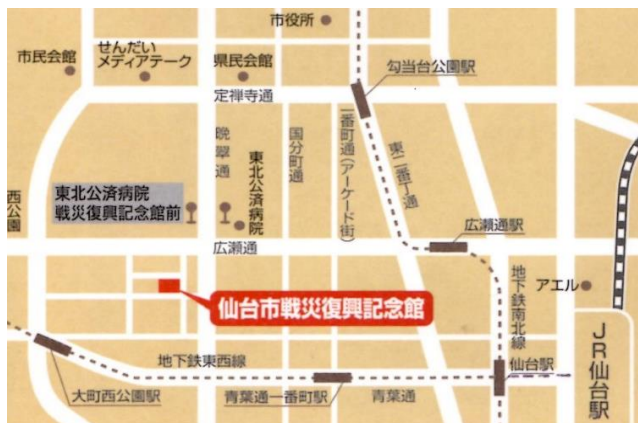 市役所
市民会館
せんだい
メディアテーク
県民会館
勾当台公園駅
定禅寺通
晩翠通
東北公済病院
国分町通
一番町通(アーケード街)
東二番丁通
西公園
東北公済病院
戦災復興記念館前
広瀬通
広瀬通駅
地下鉄南北線
アエル
仙台市戦災復興記念館
地下鉄東西線
仙台駅
JR仙台駅
大町西公園駅
青葉通一番町駅
青葉通